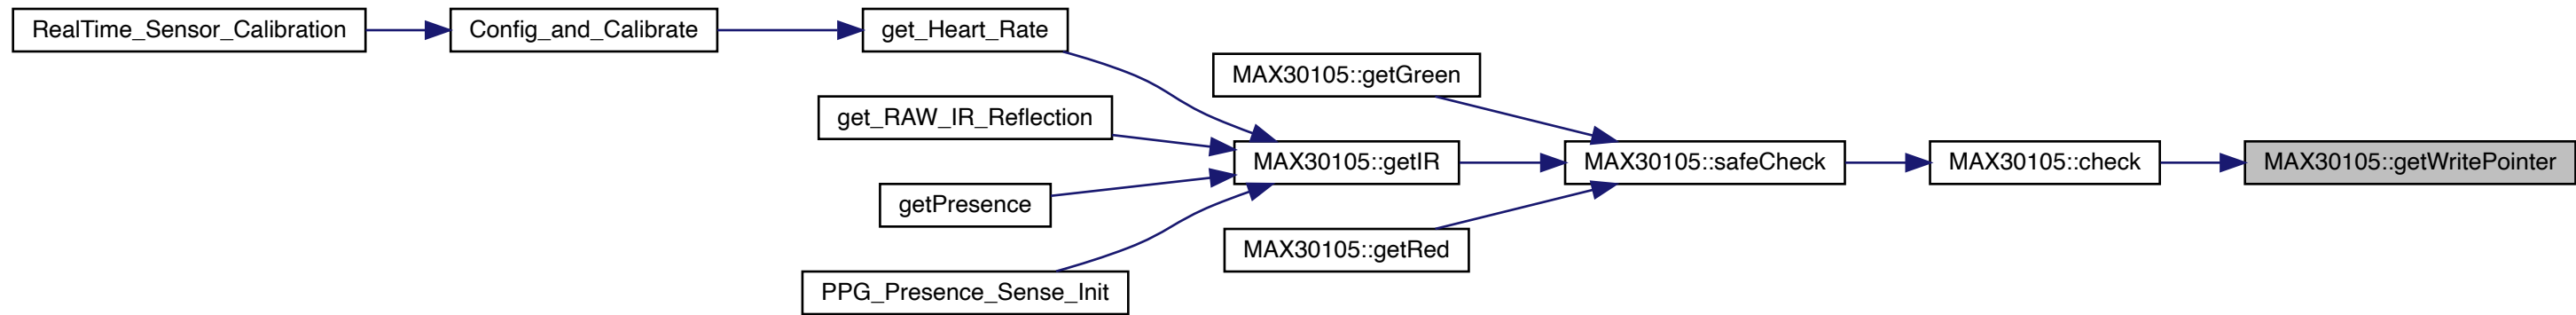 RealTime_Sensor_Calibration
Config_and_Calibrate
get_Heart_Rate
get_RAW_IR_Reflection
getPresence
PPG_Presence_Sense_Init
MAX30105::getGreen
MAX30105::getIR
MAX30105::getRed
MAX30105::safeCheck
MAX30105::check
MAX30105::getWritePointer